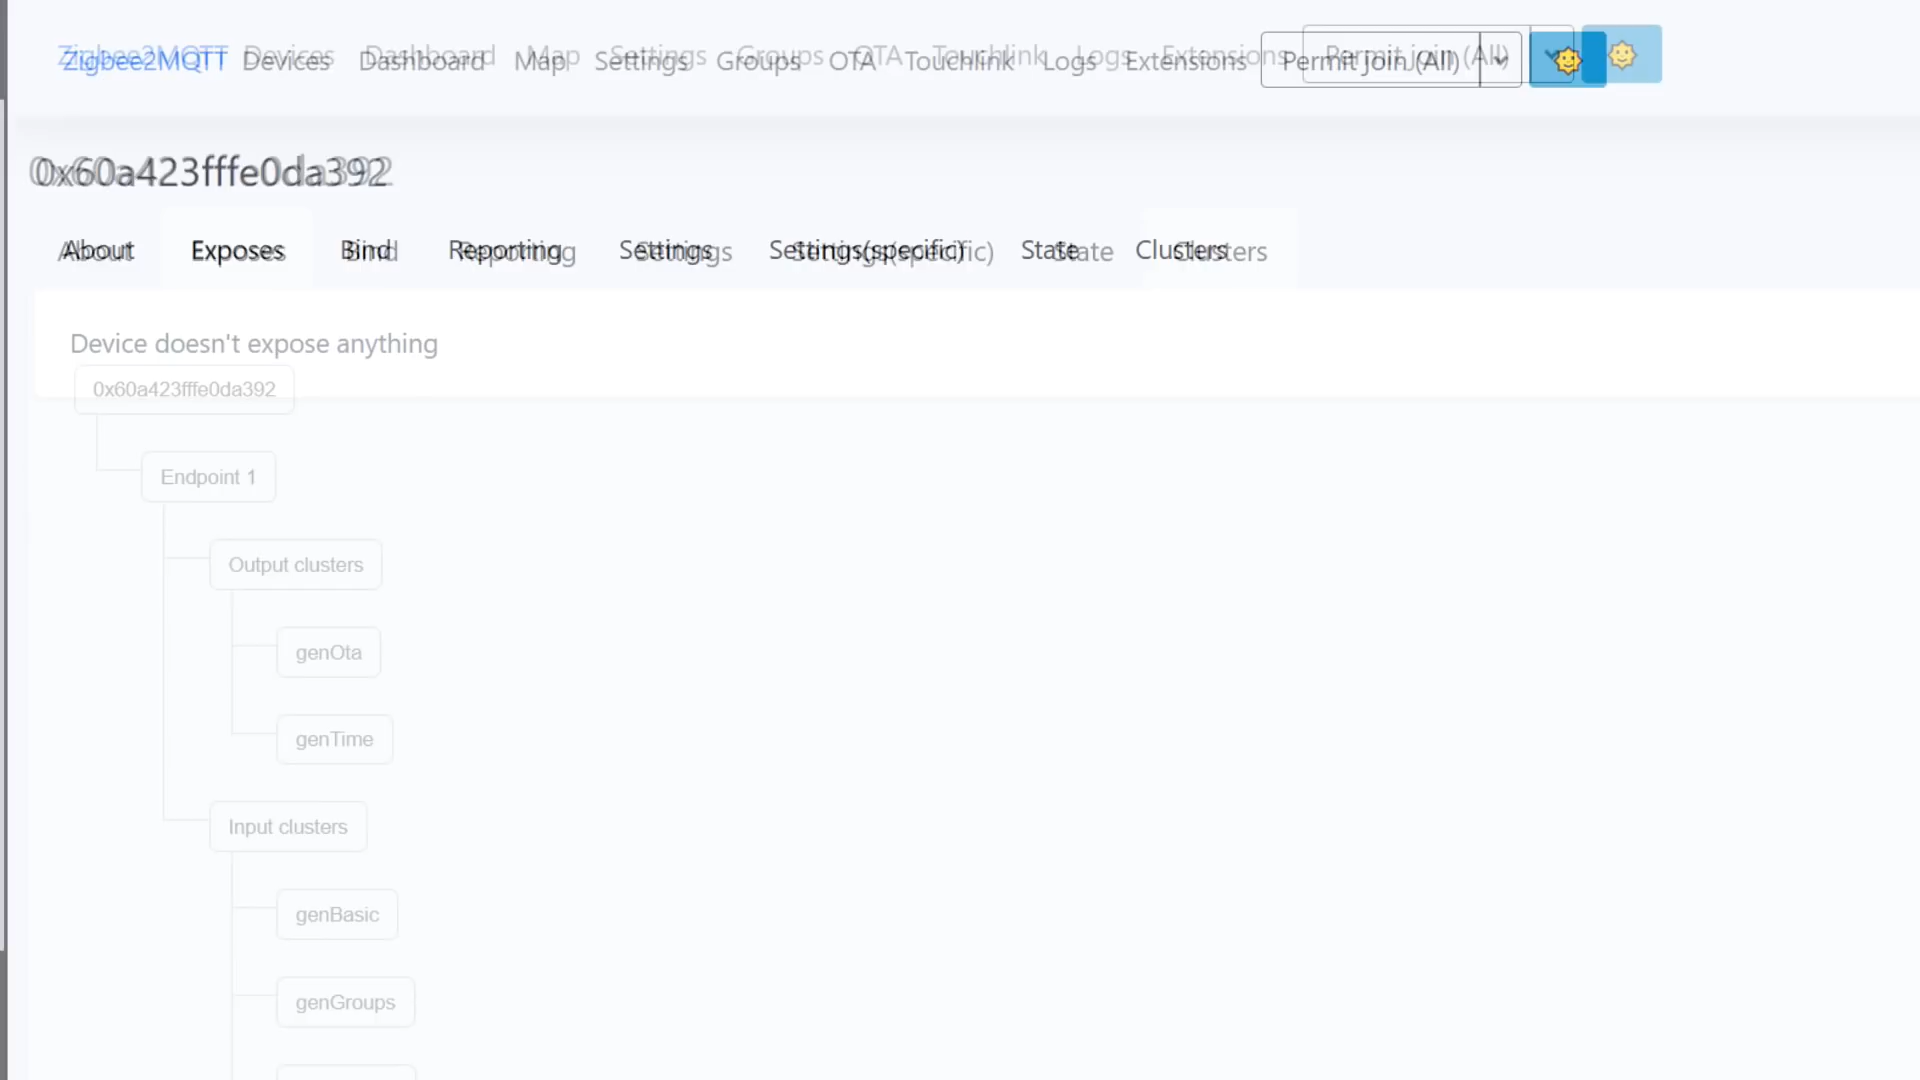 Zigbee2MQTT Devices Dashboard Map Settings Groups OTA Touchlink Logs Extensions Permit join (All)
0x60a423fffe0da392
About Exposes Bind Reporting Settings Settings(specific) State Clusters
Device doesn't expose anything
0x60a423fffe0da392
Endpoint 1
Output clusters
genOta
genTime
Input clusters
genBasic
genGroups